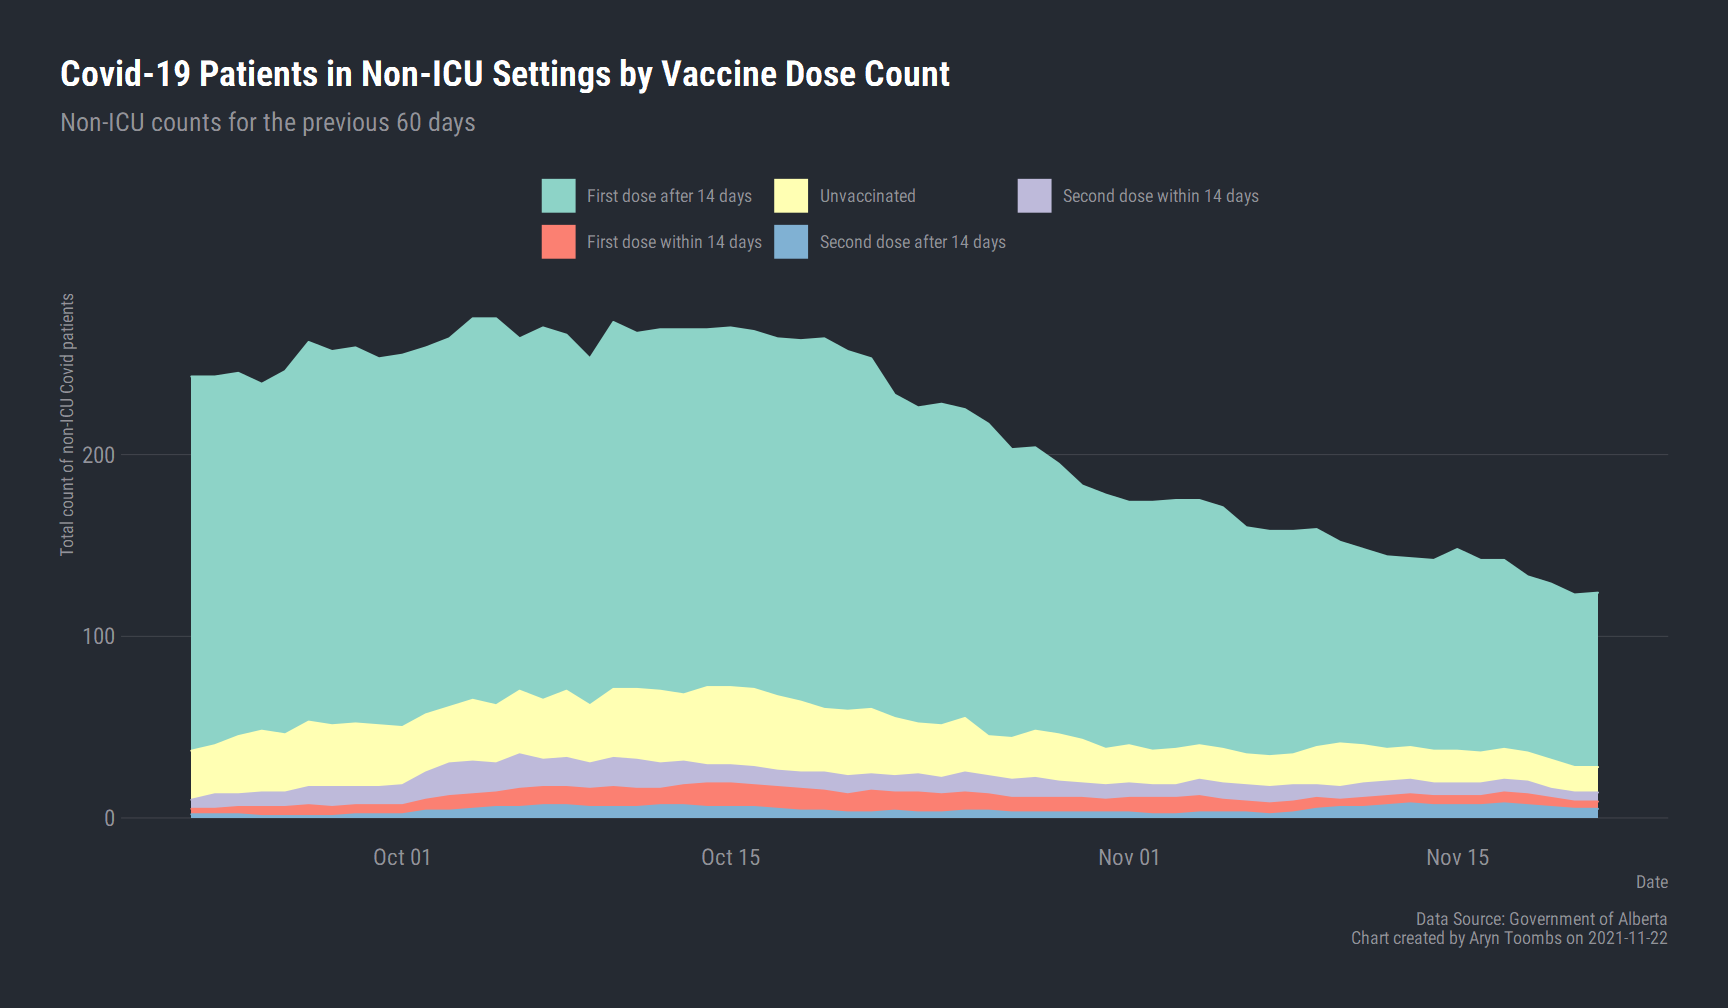 Covid-19 Patients in Non-ICU Settings by Vaccine Dose Count
Non-ICU counts for the previous 60 days
First dose after 14 days
Unvaccinated
Second dose within 14 days
First dose within 14 days
Second dose after 14 days
Total count of non-ICU Covid patients
200
100
0
Oct 01
Oct 15
Nov 01
Nov 15
Date
Data Source: Government of Alberta
Chart created by Aryn Toombs on 2021-11-22